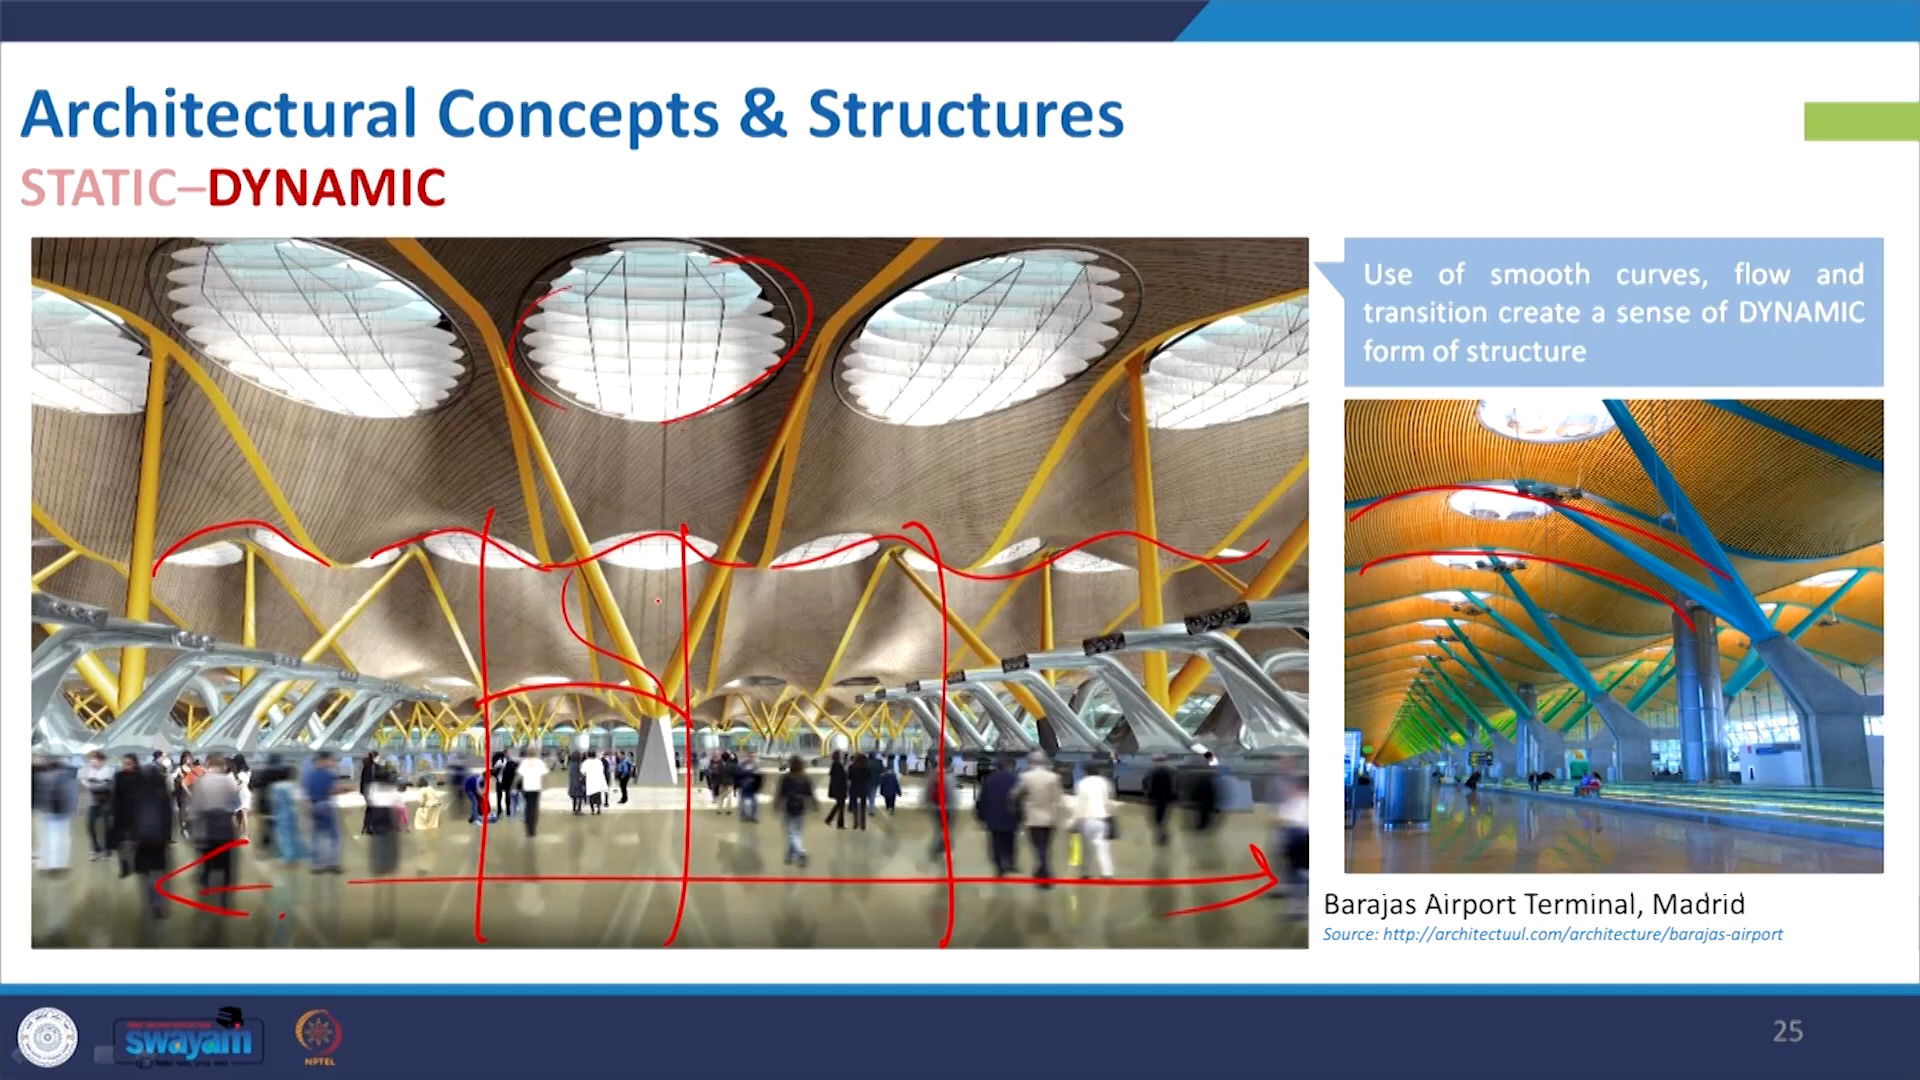 Architectural Concepts & Structures
STATIC–DYNAMIC
Use of smooth curves, flow and
transition create a sense of DYNAMIC
form of structure
Barajas Airport Terminal, Madrid
Source: http://architectuul.com/architecture/barajas-airport
swayam
NPTEL
25